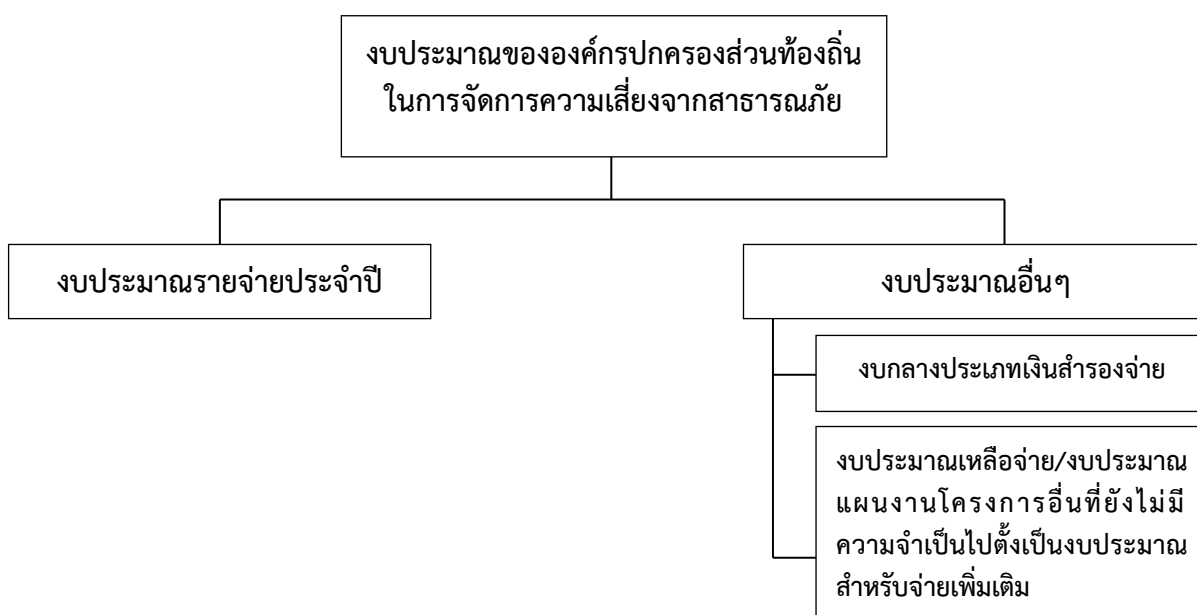 งบประมาณขององค์กรปกครองส่วนท้องถิ่น
ในการจัดการความเสี่ยงจากสาธารณภัย
งบประมาณรายจ่ายประจำปี
งบประมาณอื่นๆ
งบกลางประเภทเงินสำรองจ่าย
งบประมาณเหลือจ่าย/งบประมาณ
แผนงานโครงการอื่นที่ยังไม่มี
ความจำเป็นไปตั้งเป็นงบประมาณ
สำหรับจ่ายเพิ่มเติม